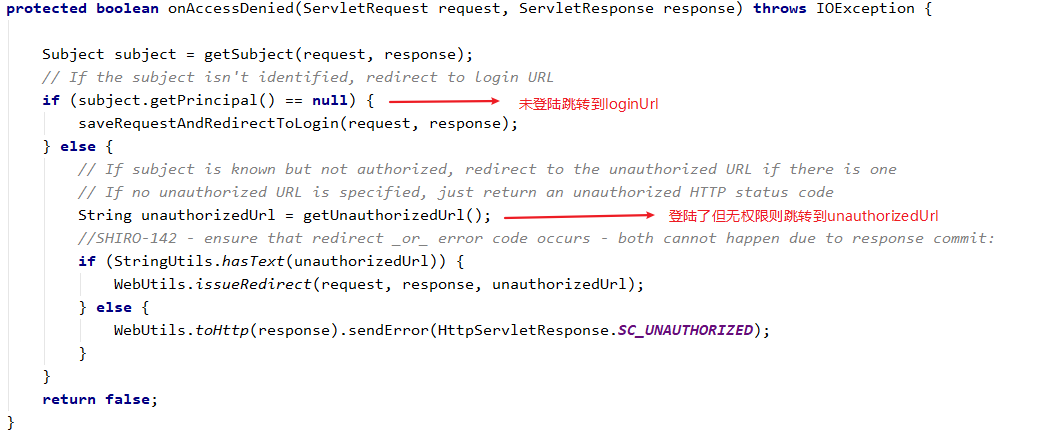 protected boolean onAccessDenied(ServletRequest request, ServletResponse response) throws IOException {
Subject subject = getSubject(request, response);
// If the subject isn't identified, redirect to login URL
if (subject.getPrincipal() == null) { 未登陆跳转到loginUrl
saveRequestAndRedirectToLogin(request, response);
} else {
// If subject is known but not authorized, redirect to the unauthorized URL if there is one
// If no unauthorized URL is specified, just return an unauthorized HTTP status code
String unauthorizedUrl = getUnauthorizedUrl(); 登陆了但无权限则跳转到unauthorizedUrl
//SHIRO-142 - ensure that redirect _or_ error code occurs - both cannot happen due to response commit:
if (StringUtils.hasText(unauthorizedUrl)) {
WebUtils.issueRedirect(request, response, unauthorizedUrl);
} else {
WebUtils.toHttp(response).sendError(HttpServletResponse.SC_UNAUTHORIZED);
}
}
return false;
}